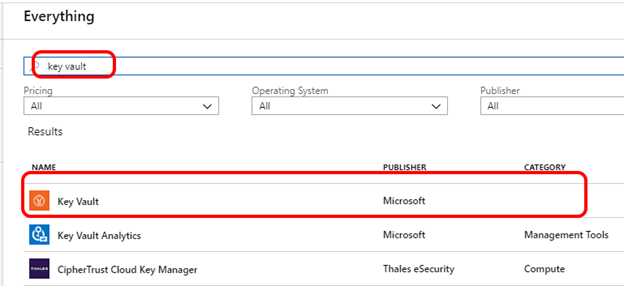 Everything
key vault
Pricing Operating System Publisher
All All All
Results
NAME PUBLISHER CATEGORY
Key Vault Microsoft
Key Vault Analytics Microsoft Management Tools
THALES CipherTrust Cloud Key Manager Thales eSecurity Compute